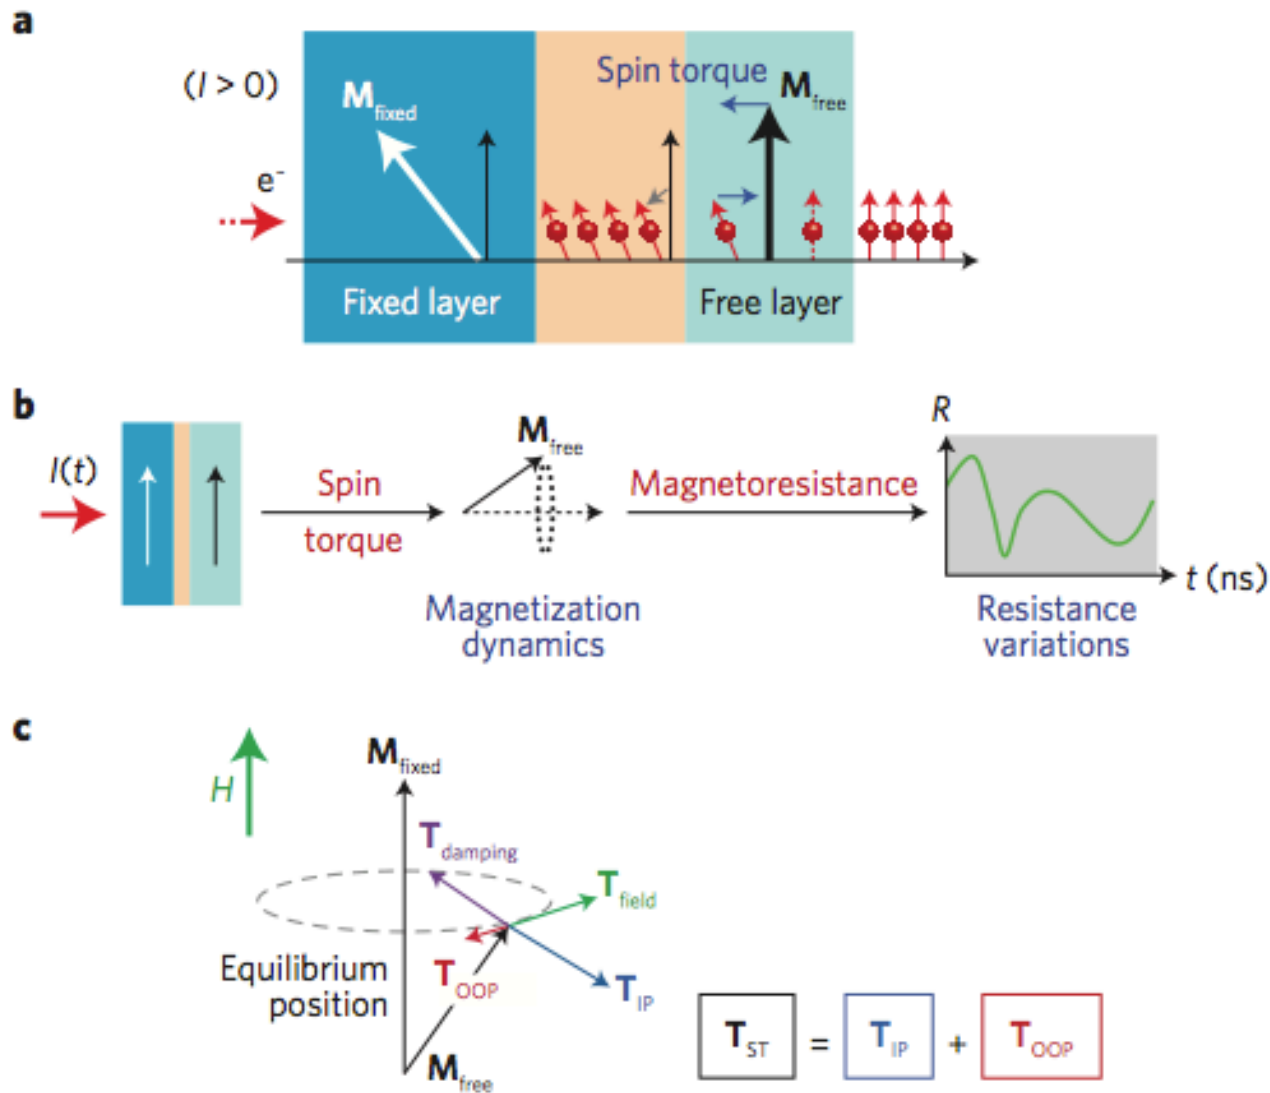 a
(I > 0)
e⁻
M_fixed
Spin torque
M_free
Fixed layer
Free layer
b
I(t)
Spin
torque
M_free
Magnetization
dynamics
Magnetoresistance
R
t (ns)
Resistance
variations
c
H
M_fixed
T_damping
T_field
T_OOP
T_IP
Equilibrium
position
M_free
T_ST = T_IP + T_OOP